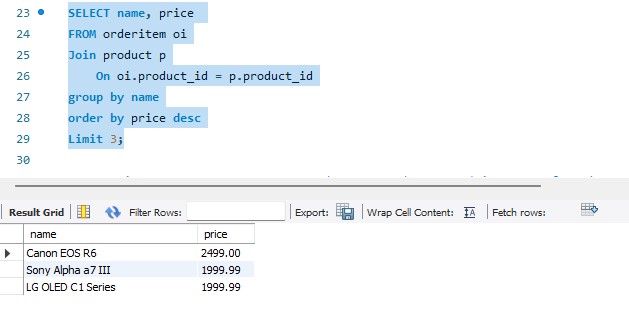 23 SELECT name, price
24 FROM orderitem oi
25 Join product p
26 On oi.product_id = p.product_id
27 group by name
28 order by price desc
29 Limit 3;
30
Result Grid Filter Rows: Export: Wrap Cell Content: IA Fetch rows:
name price
Canon EOS R6 2499.00
Sony Alpha a7 III 1999.99
LG OLED C1 Series 1999.99